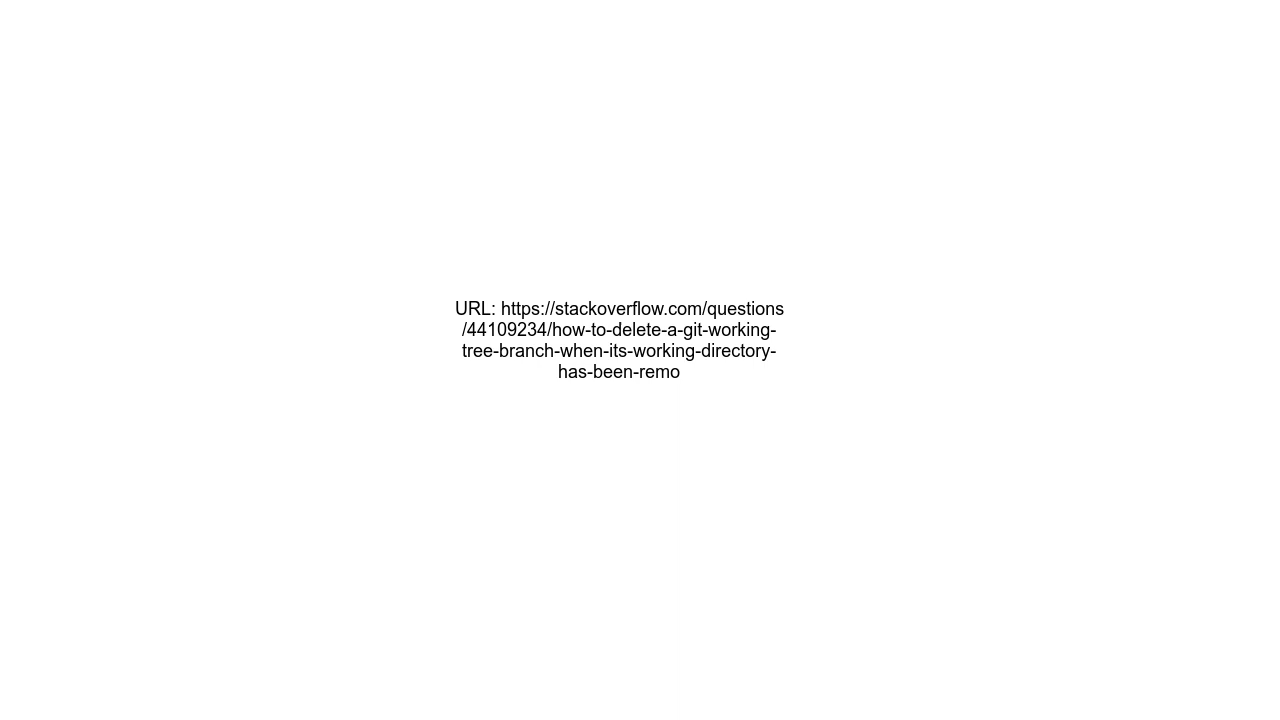 URL: https://stackoverflow.com/questions
/44109234/how-to-delete-a-git-working-
tree-branch-when-its-working-directory-
has-been-remo